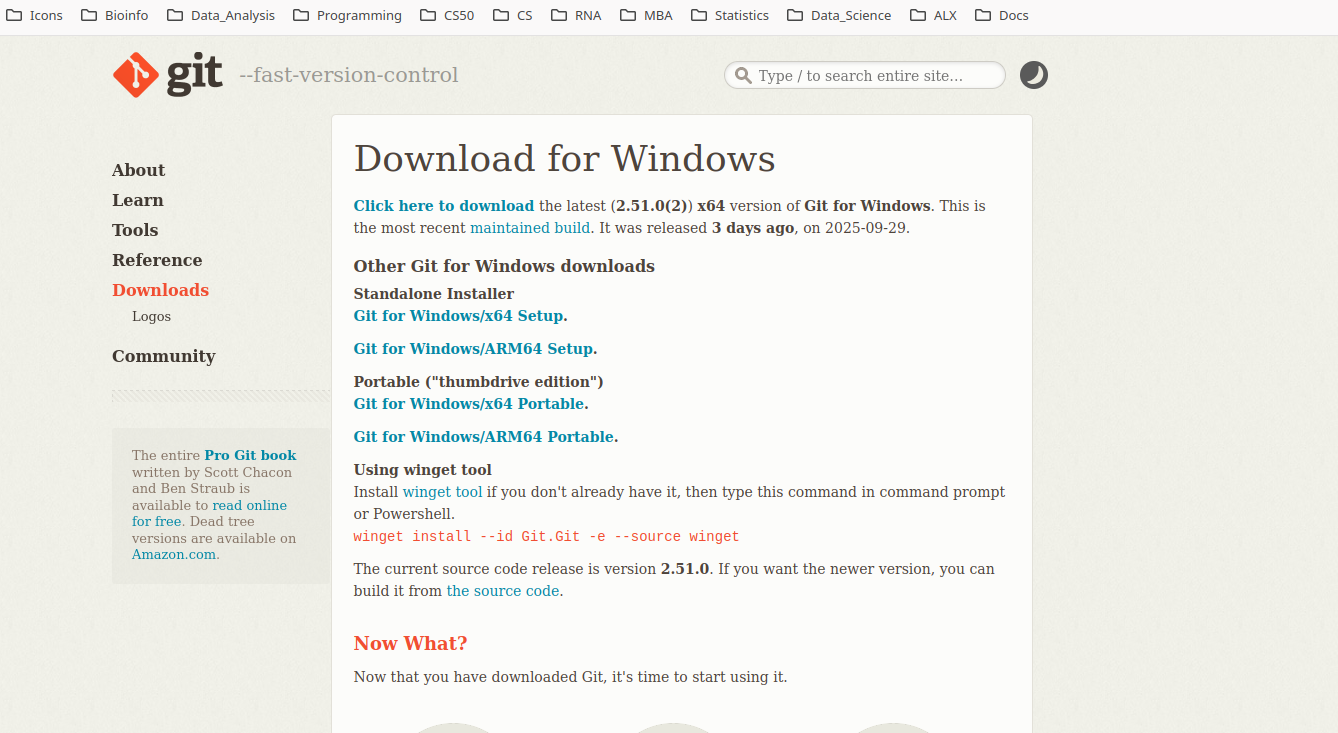 Icons Bioinfo Data_Analysis Programming CS50 CS RNA MBA Statistics Data_Science ALX Docs
git --fast-version-control
Type / to search entire site...
About
Learn
Tools
Reference
Downloads
Logos
Community
The entire Pro Git book
written by Scott Chacon
and Ben Straub is
available to read online
for free. Dead tree
versions are available on
Amazon.com.
Download for Windows
Click here to download the latest (2.51.0(2)) x64 version of Git for Windows. This is
the most recent maintained build. It was released 3 days ago, on 2025-09-29.
Other Git for Windows downloads
Standalone Installer
Git for Windows/x64 Setup.
Git for Windows/ARM64 Setup.
Portable ("thumbdrive edition")
Git for Windows/x64 Portable.
Git for Windows/ARM64 Portable.
Using winget tool
Install winget tool if you don't already have it, then type this command in command prompt
or Powershell.
winget install --id Git.Git -e --source winget
The current source code release is version 2.51.0. If you want the newer version, you can
build it from the source code.
Now What?
Now that you have downloaded Git, it's time to start using it.